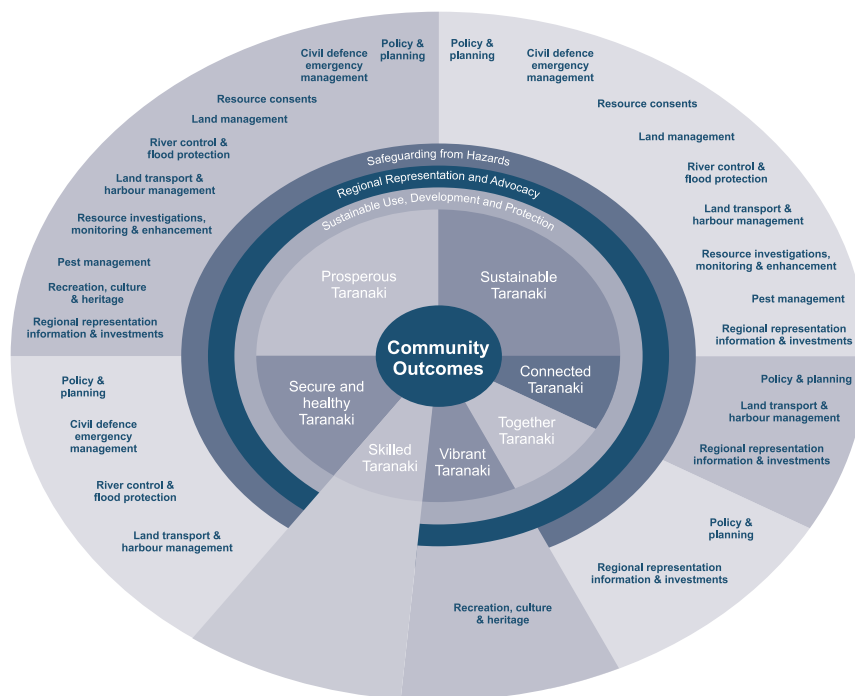 Policy &
planning
Civil defence
emergency
management
Resource consents
Land management
River control &
flood protection
Land transport &
harbour management
Resource investigations,
monitoring & enhancement
Pest management
Recreation, culture
& heritage
Regional representation
information & investments
Policy &
planning
Civil defence
emergency
management
Resource consents
Land management
River control &
flood protection
Land transport &
harbour management
Resource investigations,
monitoring & enhancement
Pest management
Regional representation
information & investments
Safeguarding from Hazards
Regional Representation and Advocacy
Sustainable Use, Development and Protection
Prosperous
Taranaki
Sustainable
Taranaki
Community
Outcomes
Connected
Taranaki
Together
Taranaki
Vibrant
Taranaki
Skilled
Taranaki
Secure and
healthy
Taranaki
Policy & planning
Land transport &
harbour management
Regional representation
information & investments
Policy &
planning
Regional representation
information & investments
Recreation, culture
& heritage
Policy &
planning
Civil defence
emergency
management
River control &
flood protection
Land transport &
harbour management